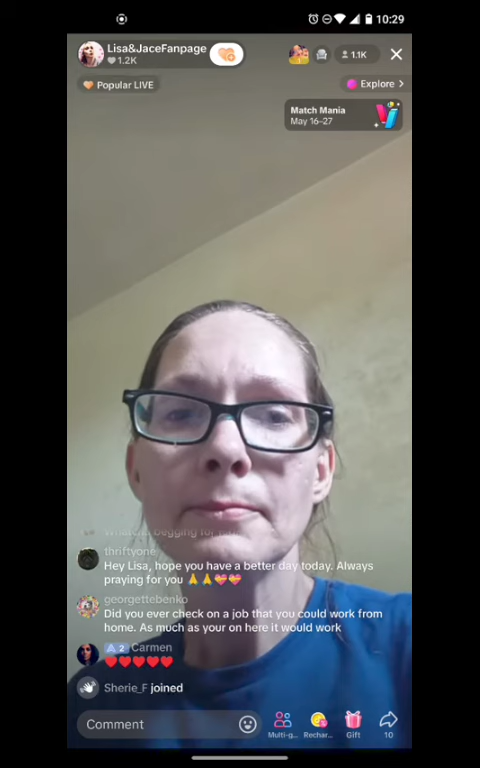 10:29
Lisa&JaceFanpage
1.2K
1.1K
Popular LIVE
Explore >
Match Mania
May 16–27
begging for
thriftyone
Hey Lisa, hope you have a better day today. Always
praying for you 🙏🙏💝💝
georgettebenko
Did you ever check on a job that you could work from
home. As much as your on here it would work
2 Carmen
❤️❤️❤️❤️❤️
Sherie_F joined
Comment
Multi-g... Rechar... Gift 10